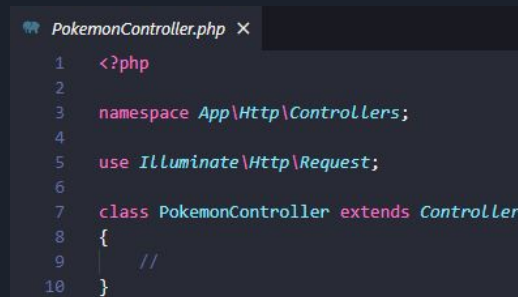 PokemonController.php ×
1 <?php
2
3 namespace App\Http\Controllers;
4
5 use Illuminate\Http\Request;
6
7 class PokemonController extends Controller
8 {
9 //
10 }